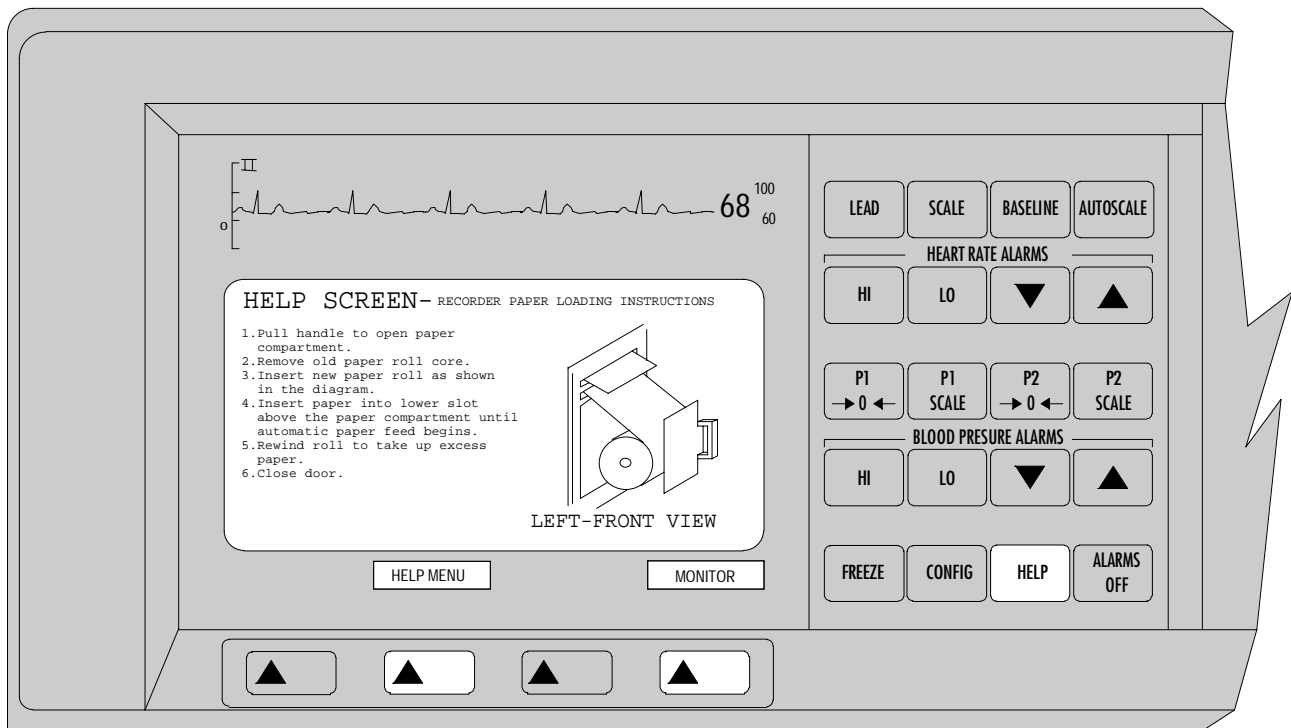 II
0
68
100
60
HELP SCREEN- RECORDER PAPER LOADING INSTRUCTIONS
1.Pull handle to open paper
compartment.
2.Remove old paper roll core.
3.Insert new paper roll as shown
in the diagram.
4.Insert paper into lower slot
above the paper compartment until
automatic paper feed begins.
5.Rewind roll to take up excess
paper.
6.Close door.
LEFT-FRONT VIEW
HELP MENU
MONITOR
LEAD
SCALE
BASELINE
AUTOSCALE
HEART RATE ALARMS
HI
LO
P1
→ 0 ←
P1
SCALE
P2
→ 0 ←
P2
SCALE
BLOOD PRESURE ALARMS
HI
LO
FREEZE
CONFIG
HELP
ALARMS
OFF